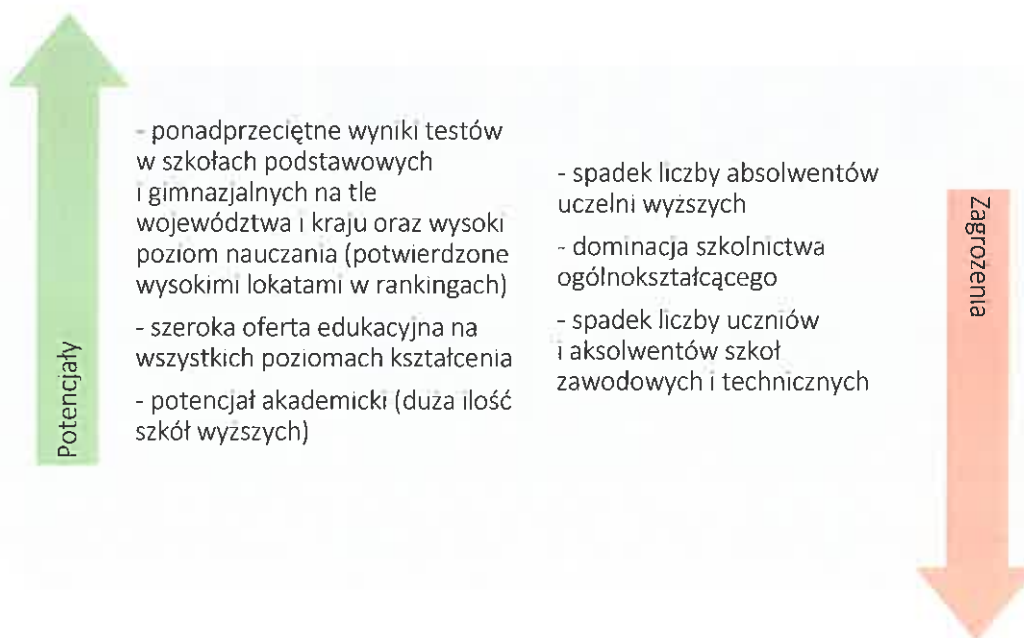 Potencjały
- ponadprzeciętne wyniki testów
w szkołach podstawowych
i gimnazjalnych na tle
województwa i kraju oraz wysoki
poziom nauczania (potwierdzone
wysokimi lokatami w rankingach)
- szeroka oferta edukacyjna na
wszystkich poziomach kształcenia
- potencjał akademicki (duża ilość
szkół wyższych)
- spadek liczby absolwentów
uczelni wyższych
- dominacja szkolnictwa
ogólnokształcącego
- spadek liczby uczniów
i aksolwentów szkoł
zawodowych i technicznych
Zagrożenia